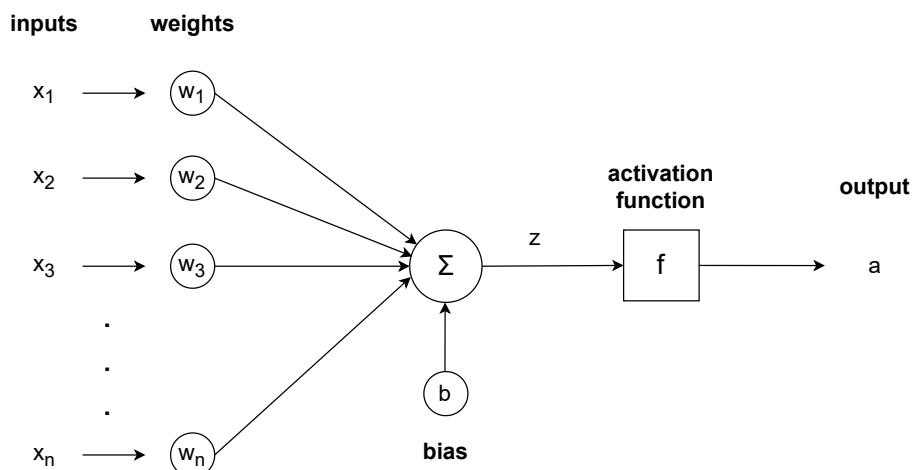 inputs weights
x1 w1
x2 w2
activation
function
output
x3 w3 Σ z f a
b
bias
xn wn